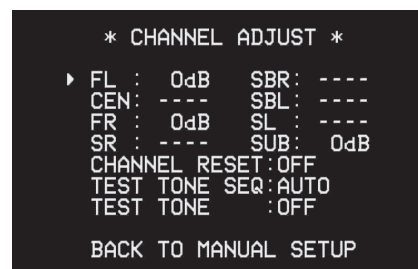 * CHANNEL ADJUST *
FL : 0dB SBR: ----
CEN: ---- SBL: ----
FR : 0dB SL : ----
SR : ---- SUB: 0dB
CHANNEL RESET:OFF
TEST TONE SEQ:AUTO
TEST TONE :OFF
BACK TO MANUAL SETUP